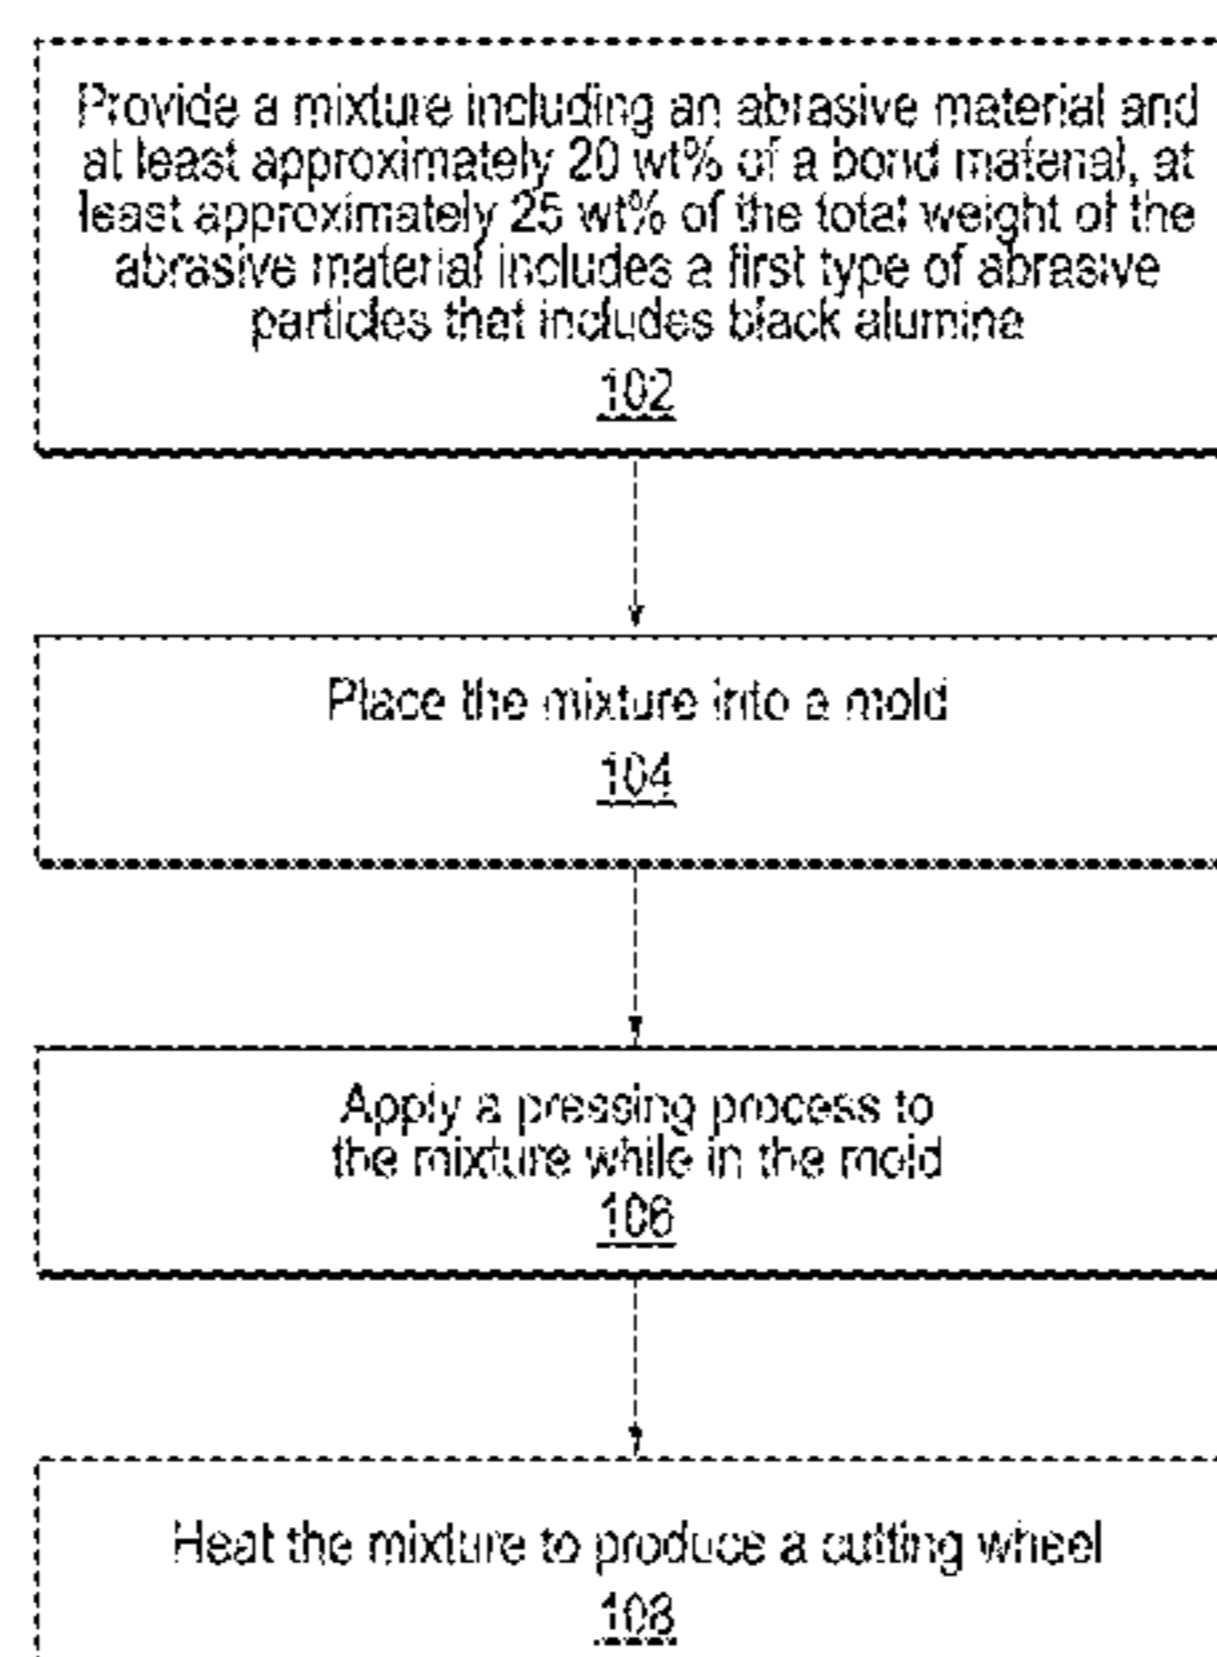 Provide a mixture including an abrasive material and
at least approximately 20 wt% of a bond material, at
least approximately 25 wt% of the total weight of the
abrasive material includes a first type of abrasive
particles that includes black alumina
102
Place the mixture into a mold
104
Apply a pressing process to
the mixture while in the mold
106
Heat the mixture to produce a cutting wheel
108